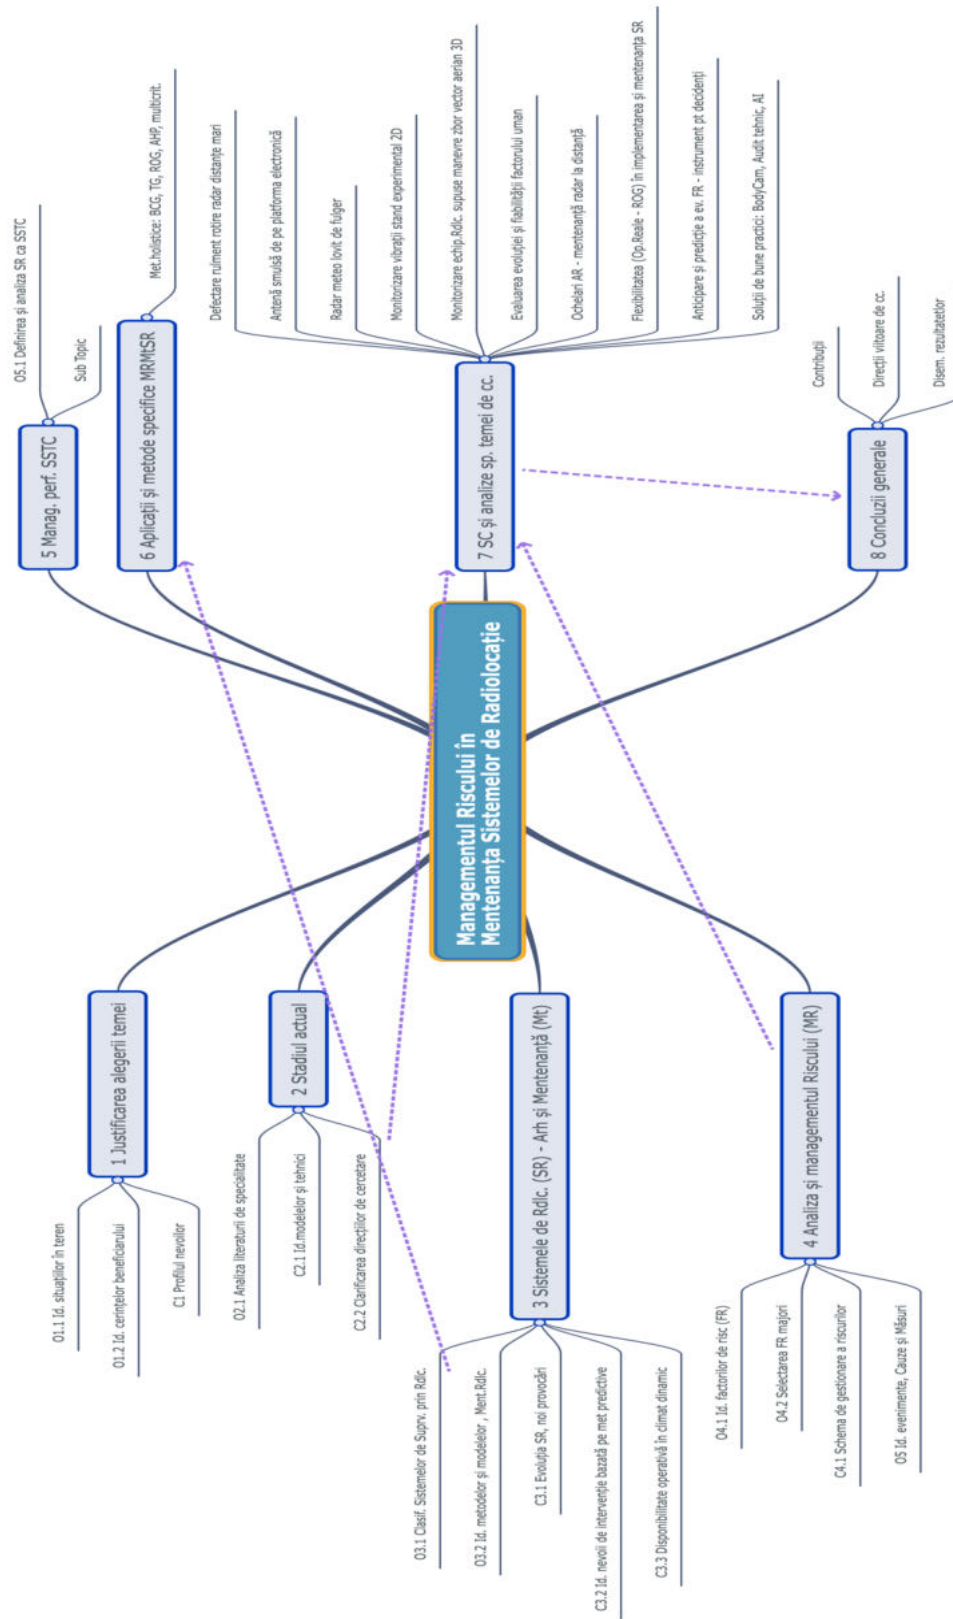 Managementul Riscului în
Mentenanța Sistemelor de Radiolocație
1 Justificarea alegerii temei
O1.1 Id. situațiilor în teren
O1.2 Id. cerințelor beneficiarului
C1 Profilul nevoilor
2 Stadiul actual
O2.1 Analiza literaturii de specialitate
C2.1 Id.modelelor și tehnici
C2.2 Clarificarea direcțiilor de cercetare
3 Sistemele de Rdlc. (SR) - Arh și Mentenanță (Mt)
O3.1 Clasif. Sistemelor de Suprv. prin Rdlc.
O3.2 Id. metodelor și modelelor , Ment.Rdlc.
C3.1 Evoluția SR, noi provocări
C3.2 Id. nevoii de intervenție bazată pe met predictive
C3.3 Disponibilitate operativă în climat dinamic
4 Analiza și managementul Riscului (MR)
O4.1 Id. factorilor de risc (FR)
O4.2 Selectarea FR majori
C4.1 Schema de gestionare a riscurilor
O5 Id. evenimente, Cauze și Măsuri
5 Manag. perf. SSTC
O5.1 Definirea și analiza SR ca SSTC
Sub Topic
6 Aplicații și metode specifice MRMtSR
Met.holistice: BCG, TG, ROG, AHP, multicrit.
7 SC și analize sp. temei de cc.
Defectare rulment rotire radar distanțe mari
Antenă smulsă de pe platforma electronică
Radar meteo lovit de fulger
Monitorizare vibrații stand experimental 2D
Monitorizare echip.Rdlc. supuse manevre zbor vector aerian 3D
Evaluarea evoluției și fiabilității factorului uman
Ochelari AR - mentenanță radar la distanță
Flexibilitatea (Op.Reale - ROG) în implementarea și mentenanța SR
Anticipare și predicție a ev. FR - instrument pt decidenți
Soluții de bune practici: BodyCam, Audit tehnic, AI
8 Concluzii generale
Contribuții
Direcții viitoare de cc.
Disem. rezultatetlor